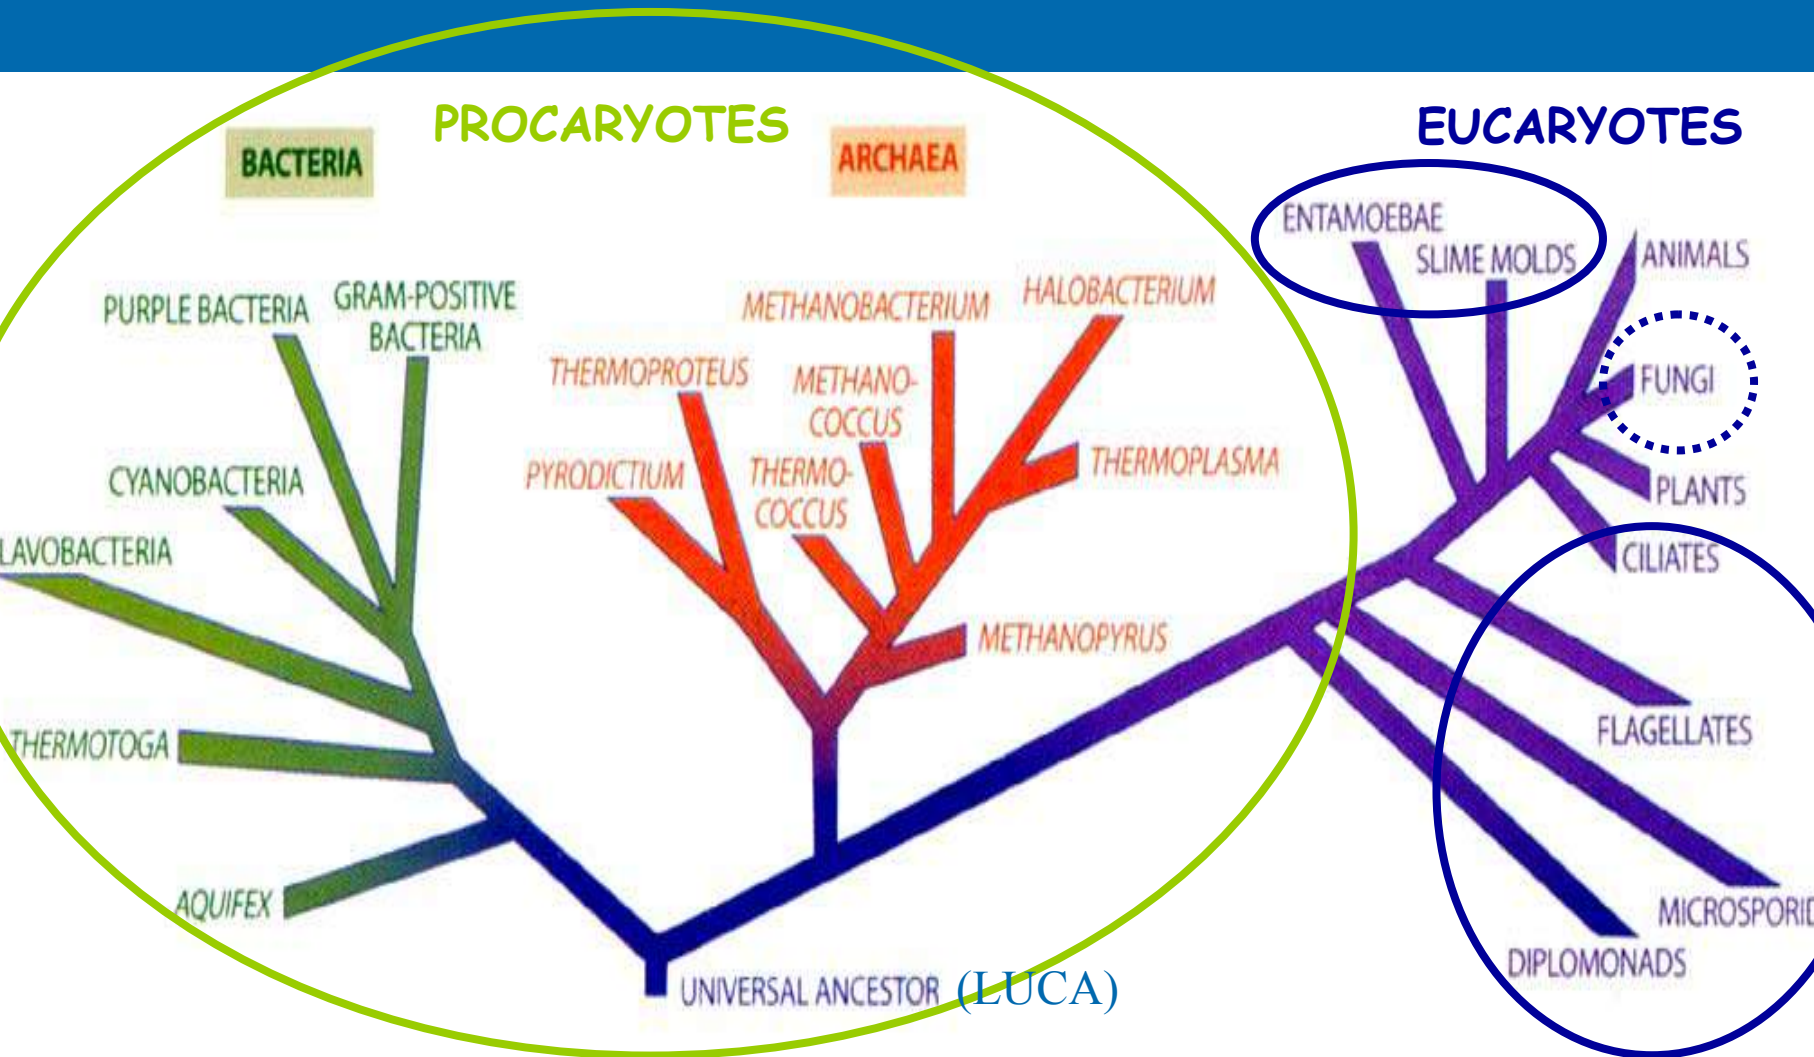 PROCARYOTES
EUCARYOTES
BACTERIA
ARCHAEA
ENTAMOEBAE
SLIME MOLDS
ANIMALS
PURPLE BACTERIA
GRAM-POSITIVE
BACTERIA
METHANOBACTERIUM
HALOBACTERIUM
THERMOPROTEUS
METHANO-
COCCUS
FUNGI
CYANOBACTERIA
PYRODICTIUM
THERMO-
COCCUS
THERMOPLASMA
PLANTS
LAVOBACTERIA
CILIATES
METHANOPYRUS
THERMOTOGA
FLAGELLATES
AQUIFEX
MICROSPORID
DIPLOMONADS
UNIVERSAL ANCESTOR (LUCA)